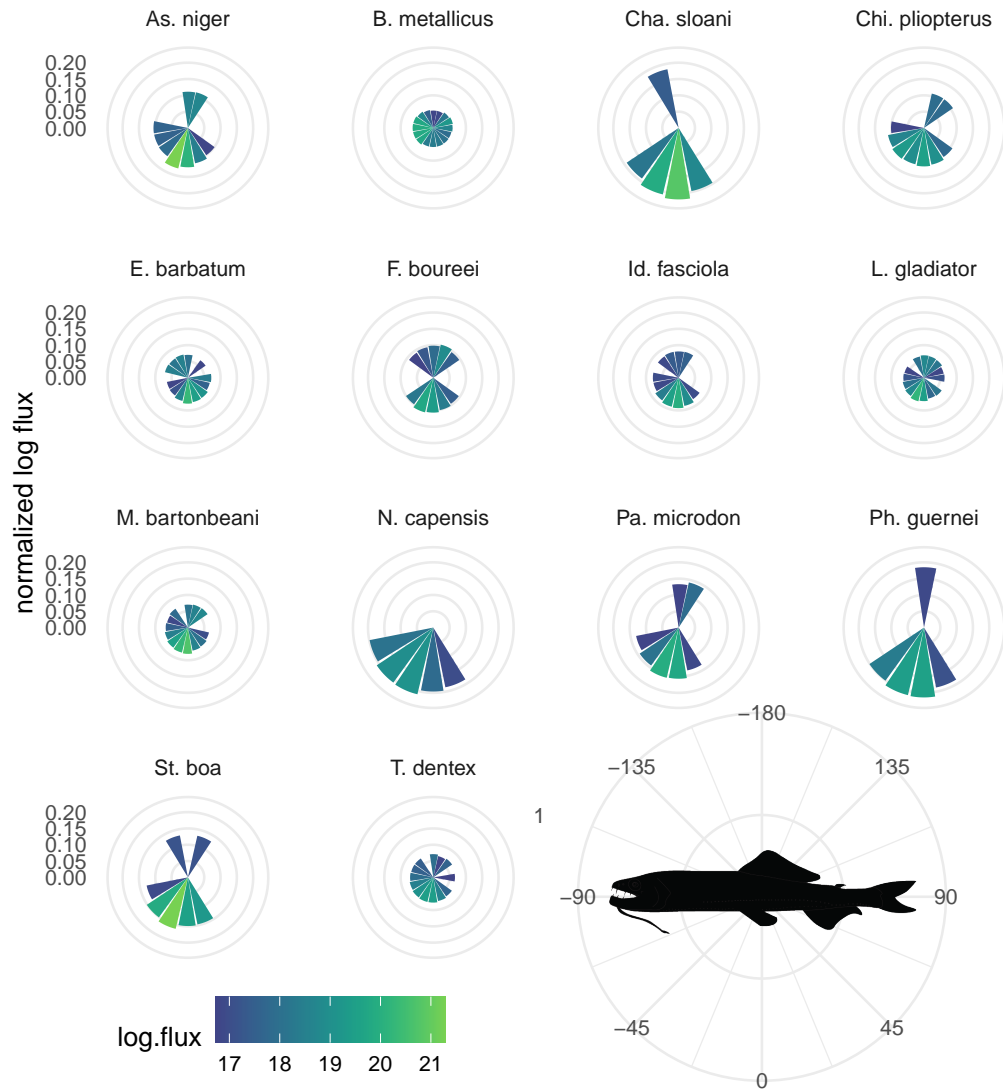 As. niger
B. metallicus
Cha. sloani
Chi. pliopterus
0.20
0.15
0.10
0.05
0.00
E. barbatum
F. boureei
Id. fasciola
L. gladiator
0.20
0.15
0.10
0.05
0.00
normalized log flux
M. bartonbeani
N. capensis
Pa. microdon
Ph. guernei
0.20
0.15
0.10
0.05
0.00
St. boa
T. dentex
0.20
0.15
0.10
0.05
0.00
−180
−135
135
1
−90
90
−45
45
0
log.flux
17 18 19 20 21